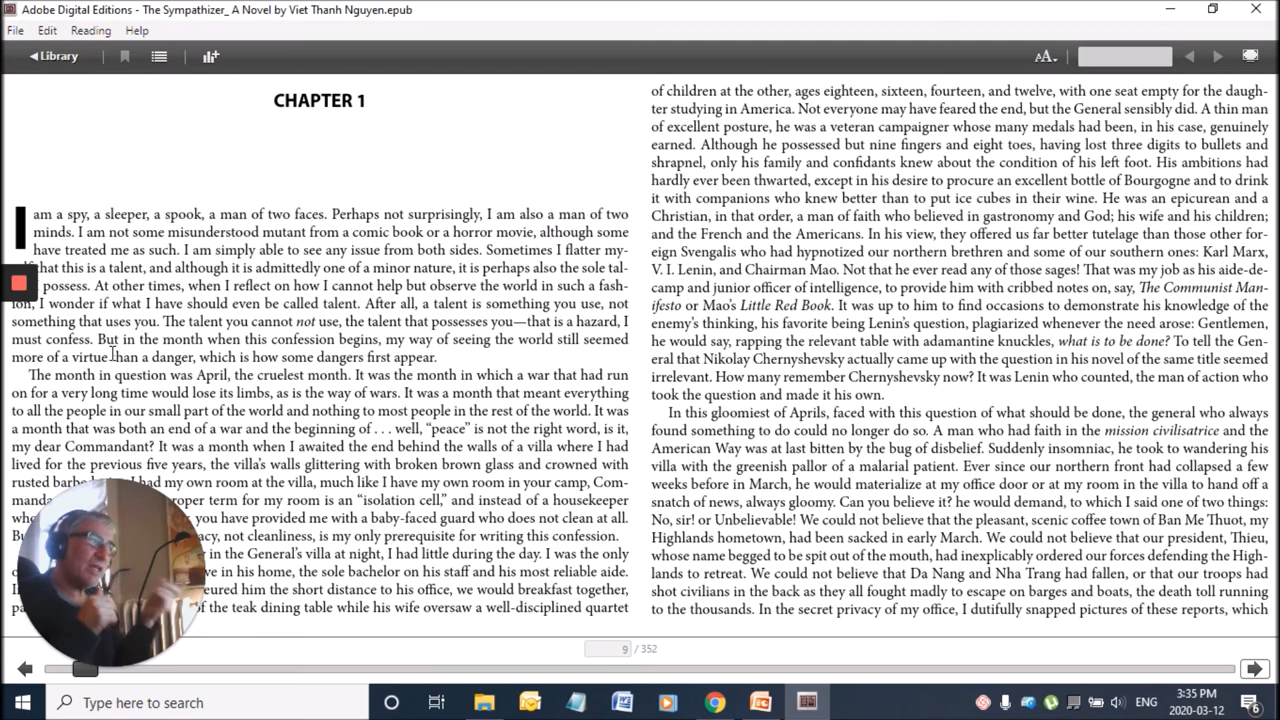 Adobe Digital Editions - The Sympathizer_ A Novel by Viet Thanh Nguyen.epub
File Edit Reading Help
Library
AA
CHAPTER 1
I am a spy, a sleeper, a spook, a man of two faces. Perhaps not surprisingly, I am also a man of two
minds. I am not some misunderstood mutant from a comic book or a horror movie, although some
have treated me as such. I am simply able to see any issue from both sides. Sometimes I flatter my-
that this is a talent, and although it is admittedly one of a minor nature, it is perhaps also the sole tal-
possess. At other times, when I reflect on how I cannot help but observe the world in such a fash-
ion, I wonder if what I have should even be called talent. After all, a talent is something you use, not
something that uses you. The talent you cannot not use, the talent that possesses you—that is a hazard, I
must confess. But in the month when this confession begins, my way of seeing the world still seemed
more of a virtue than a danger, which is how some dangers first appear.
The month in question was April, the cruelest month. It was the month in which a war that had run
on for a very long time would lose its limbs, as is the way of wars. It was a month that meant everything
to all the people in our small part of the world and nothing to most people in the rest of the world. It was
a month that was both an end of a war and the beginning of . . . well, “peace” is not the right word, is it,
my dear Commandant? It was a month when I awaited the end behind the walls of a villa where I had
lived for the previous five years, the villa’s walls glittering with broken brown glass and crowned with
rusted barbe I had my own room at the villa, much like I have my own room in your camp, Com-
manda roper term for my room is an “isolation cell,” and instead of a housekeeper
you have provided me with a baby-faced guard who does not clean at all.
acy, not cleanliness, is my only prerequisite for writing this confession.
in the General’s villa at night, I had little during the day. I was the only
ve in his home, the sole bachelor on his staff and his most reliable aide.
eured him the short distance to his office, we would breakfast together,
of the teak dining table while his wife oversaw a well-disciplined quartet
of children at the other, ages eighteen, sixteen, fourteen, and twelve, with one seat empty for the daugh-
ter studying in America. Not everyone may have feared the end, but the General sensibly did. A thin man
of excellent posture, he was a veteran campaigner whose many medals had been, in his case, genuinely
earned. Although he possessed but nine fingers and eight toes, having lost three digits to bullets and
shrapnel, only his family and confidants knew about the condition of his left foot. His ambitions had
hardly ever been thwarted, except in his desire to procure an excellent bottle of Bourgogne and to drink
it with companions who knew better than to put ice cubes in their wine. He was an epicurean and a
Christian, in that order, a man of faith who believed in gastronomy and God; his wife and his children;
and the French and the Americans. In his view, they offered us far better tutelage than those other for-
eign Svengalis who had hypnotized our northern brethren and some of our southern ones: Karl Marx,
V. I. Lenin, and Chairman Mao. Not that he ever read any of those sages! That was my job as his aide-de-
camp and junior officer of intelligence, to provide him with cribbed notes on, say, The Communist Man-
ifesto or Mao’s Little Red Book. It was up to him to find occasions to demonstrate his knowledge of the
enemy’s thinking, his favorite being Lenin’s question, plagiarized whenever the need arose: Gentlemen,
he would say, rapping the relevant table with adamantine knuckles, what is to be done? To tell the Gen-
eral that Nikolay Chernyshevsky actually came up with the question in his novel of the same title seemed
irrelevant. How many remember Chernyshevsky now? It was Lenin who counted, the man of action who
took the question and made it his own.
In this gloomiest of Aprils, faced with this question of what should be done, the general who always
found something to do could no longer do so. A man who had faith in the mission civilisatrice and the
American Way was at last bitten by the bug of disbelief. Suddenly insomniac, he took to wandering his
villa with the greenish pallor of a malarial patient. Ever since our northern front had collapsed a few
weeks before in March, he would materialize at my office door or at my room in the villa to hand off a
snatch of news, always gloomy. Can you believe it? he would demand, to which I said one of two things:
No, sir! or Unbelievable! We could not believe that the pleasant, scenic coffee town of Ban Me Thuot, my
Highlands hometown, had been sacked in early March. We could not believe that our president, Thieu,
whose name begged to be spit out of the mouth, had inexplicably ordered our forces defending the High-
lands to retreat. We could not believe that Da Nang and Nha Trang had fallen, or that our troops had
shot civilians in the back as they all fought madly to escape on barges and boats, the death toll running
to the thousands. In the secret privacy of my office, I dutifully snapped pictures of these reports, which
9 / 352
Type here to search
ENG
3:35 PM
2020-03-12
6